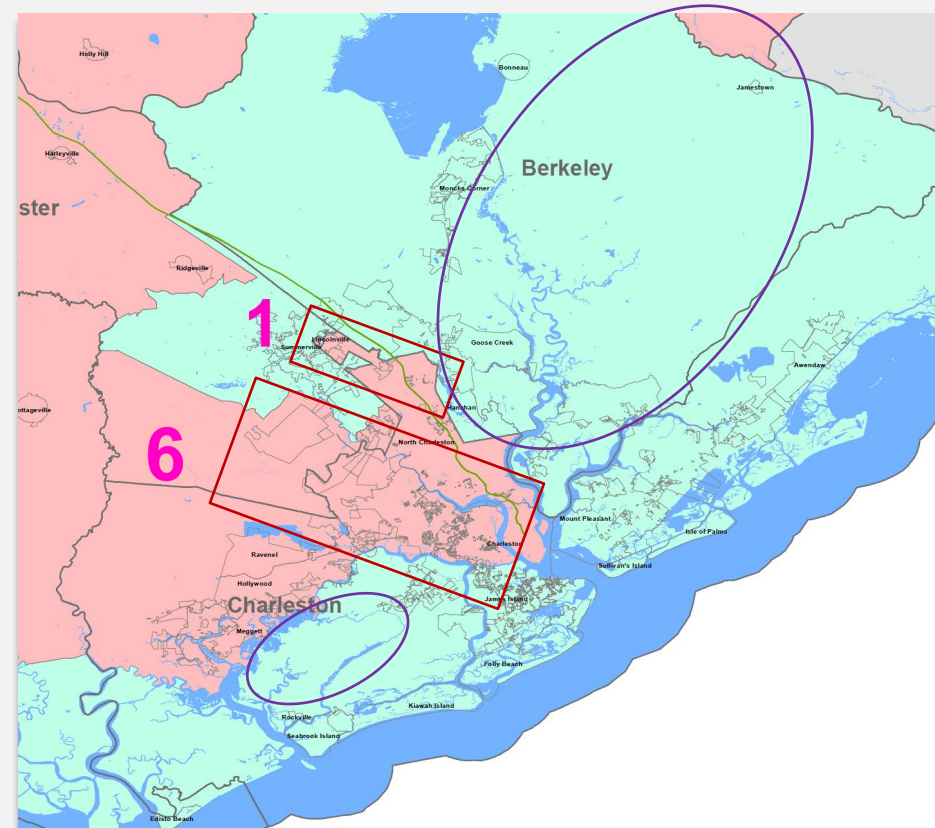 Holly Hill
Bonneau
Jamestown
Harleyville
Berkeley
Moncks Corner
ster
Ridgeville
1
Lincolnville
Summerville
Goose Creek
Awendaw
ottageville
Hanahan
North Charleston
6
Mount Pleasant
Isle of Palms
Charleston
Ravenel
Sullivan's Island
Hollywood
James Island
Charleston
Meggett
Folly Beach
Kiawah Island
Rockville
Seabrook Island
Edisto Beach